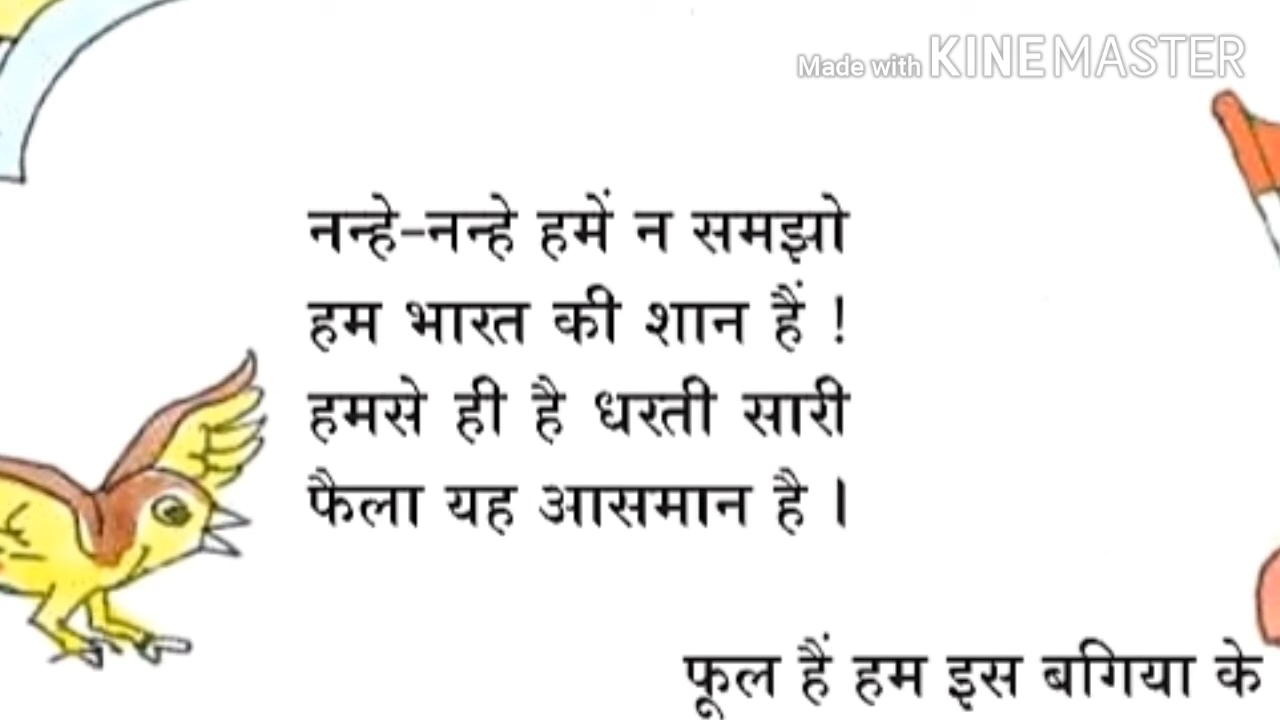 Made with KINEMASTER
नन्हे-नन्हे हमें न समझो
हम भारत की शान हैं !
हमसे ही है धरती सारी
फैला यह आसमान है ।
फूल हैं हम इस बगिया के